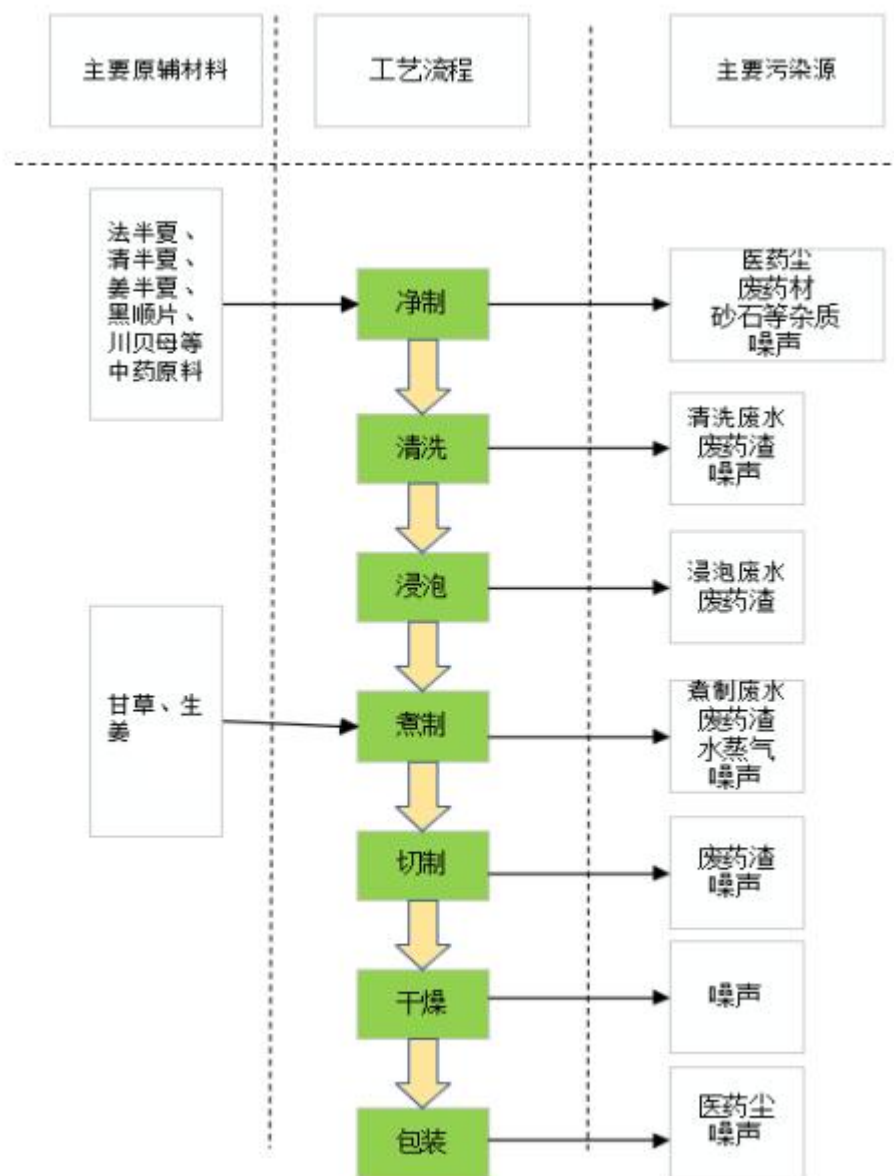 主要原辅材料
工艺流程
主要污染源
法半夏、
清半夏、
姜半夏、
黑顺片、
川贝母等
中药原料
净制
医药尘
废药材
砂石等杂质
噪声
清洗
清洗废水
废药渣
噪声
浸泡
浸泡废水
废药渣
甘草、生
姜
煮制
煮制废水
废药渣
水蒸气
噪声
切制
废药渣
噪声
干燥
噪声
包装
医药尘
噪声